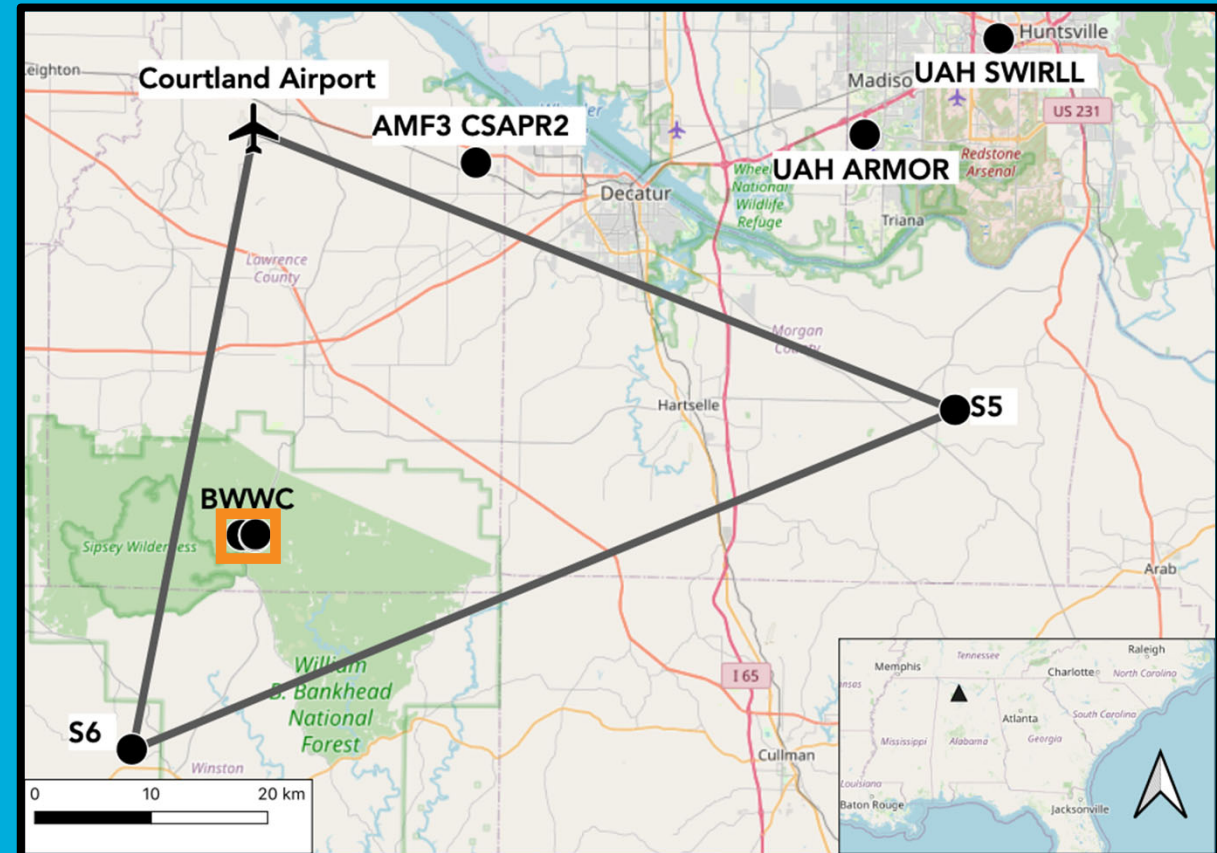 Leighton
Courtland Airport
AMF3 CSAPR2
Huntsville
Madiso
UAH SWIRLL
US 231
UAH ARMOR
Redstone
Arsenal
Decatur
National
Wildlife
Refuge
Triana
Lawrence
County
Morgan
County
Hartselle
S5
BWWC
Sipsey Wilderness
Arab
William
B. Bankhead
National
Forest
I 65
S6
Winston
Cullman
0 10 20 km
Memphis
Tennessee
Raleigh
Charlotte
North Carolina
nsas
Atlanta
South Carolina
Mississippi
Alabama
Georgia
Louisiana
Baton Rouge
Jacksonville